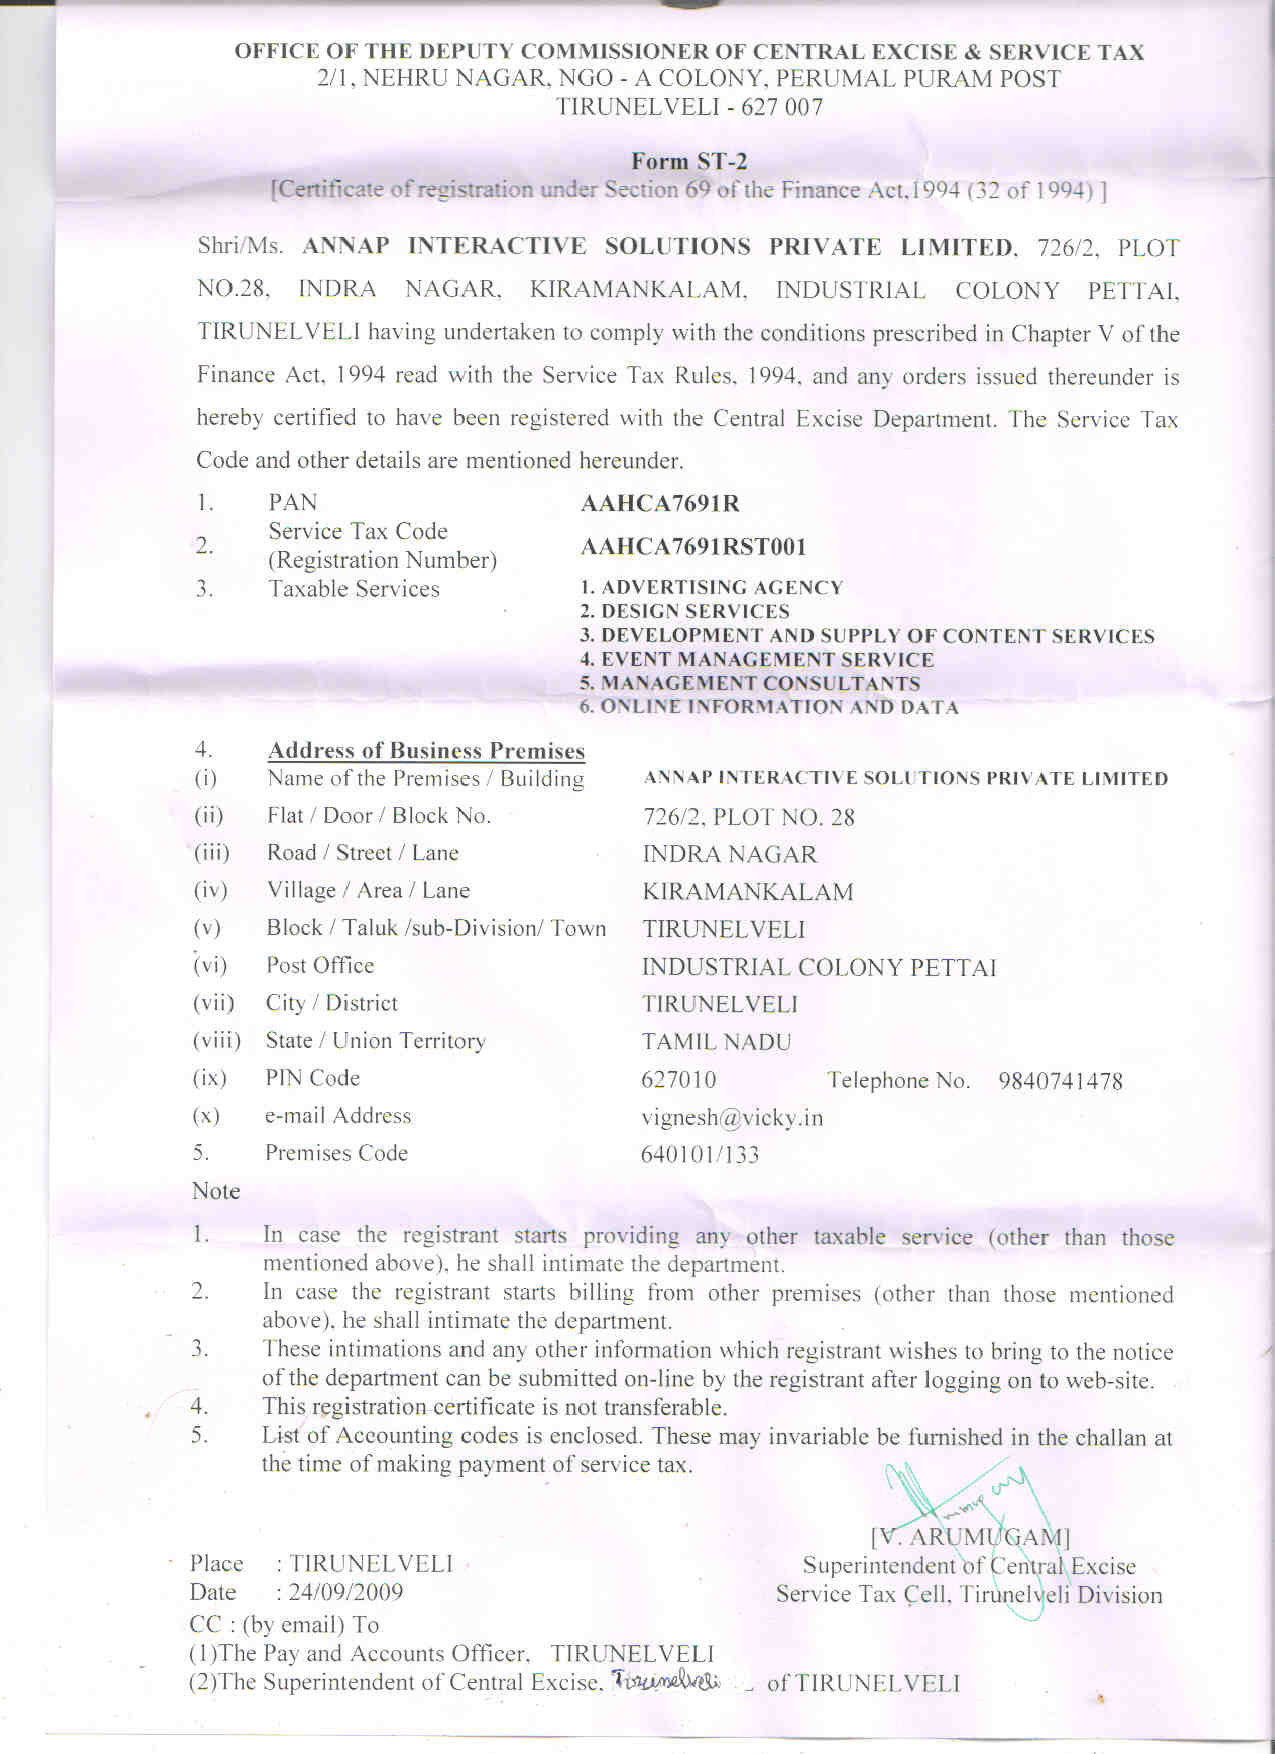 OFFICE OF THE DEPUTY COMMISSIONER OF CENTRAL EXCISE & SERVICE TAX
2/1, NEHRU NAGAR, NGO - A COLONY, PERUMAL PURAM POST
TIRUNELVELI - 627 007
Form ST-2
[Certificate of registration under Section 69 of the Finance Act,1994 (32 of 1994) ]
Shri/Ms. ANNAP INTERACTIVE SOLUTIONS PRIVATE LIMITED, 726/2, PLOT
NO.28, INDRA NAGAR, KIRAMANKALAM, INDUSTRIAL COLONY PETTAI,
TIRUNELVELI having undertaken to comply with the conditions prescribed in Chapter V of the
Finance Act, 1994 read with the Service Tax Rules, 1994, and any orders issued thereunder is
hereby certified to have been registered with the Central Excise Department. The Service Tax
Code and other details are mentioned hereunder.
1. PAN AAHCA7691R
2. Service Tax Code
(Registration Number) AAHCA7691RST001
3. Taxable Services 1. ADVERTISING AGENCY
2. DESIGN SERVICES
3. DEVELOPMENT AND SUPPLY OF CONTENT SERVICES
4. EVENT MANAGEMENT SERVICE
5. MANAGEMENT CONSULTANTS
6. ONLINE INFORMATION AND DATA
4. Address of Business Premises
(i) Name of the Premises / Building ANNAP INTERACTIVE SOLUTIONS PRIVATE LIMITED
(ii) Flat / Door / Block No. 726/2, PLOT NO. 28
(iii) Road / Street / Lane INDRA NAGAR
(iv) Village / Area / Lane KIRAMANKALAM
(v) Block / Taluk /sub-Division/ Town TIRUNELVELI
(vi) Post Office INDUSTRIAL COLONY PETTAI
(vii) City / District TIRUNELVELI
(viii) State / Union Territory TAMIL NADU
(ix) PIN Code 627010 Telephone No. 9840741478
(x) e-mail Address vignesh@vicky.in
5. Premises Code 640101/133
Note
1. In case the registrant starts providing any other taxable service (other than those
mentioned above), he shall intimate the department.
2. In case the registrant starts billing from other premises (other than those mentioned
above), he shall intimate the department.
3. These intimations and any other information which registrant wishes to bring to the notice
of the department can be submitted on-line by the registrant after logging on to web-site.
4. This registration certificate is not transferable.
5. List of Accounting codes is enclosed. These may invariable be furnished in the challan at
the time of making payment of service tax.
[V. ARUMUGAM]
Place : TIRUNELVELI Superintendent of Central Excise
Date : 24/09/2009 Service Tax Cell, Tirunelveli Division
CC : (by email) To
(1)The Pay and Accounts Officer, TIRUNELVELI
(2)The Superintendent of Central Excise, Tirunelveli of TIRUNELVELI